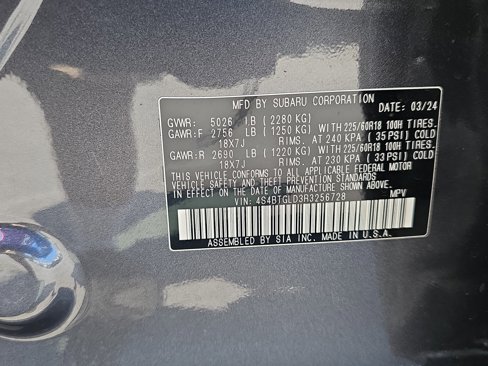 MFD BY SUBARU CORPORATION DATE: 03/24
GVWR: 5026 LB (2280 KG)
GAWR:F 2756 LB (1250 KG) WITH 225/60R18 100H TIRES.
18X7J RIMS. AT 240 KPA (35 PSI) COLD
GAWR:R 2690 LB (1220 KG) WITH 225/60R18 100H TIRES.
18X7J RIMS. AT 230 KPA (33 PSI) COLD
THIS VEHICLE CONFORMS TO ALL APPLICABLE FEDERAL MOTOR
VEHICLE SAFETY AND THEFT PREVENTION STANDARDS
IN EFFECT ON THE DATE OF MANUFACTURE SHOWN ABOVE.
VIN: 4S4BTGUD3R3256728 MPV
ASSEMBLED BY SIA INC. MADE IN U.S.A.